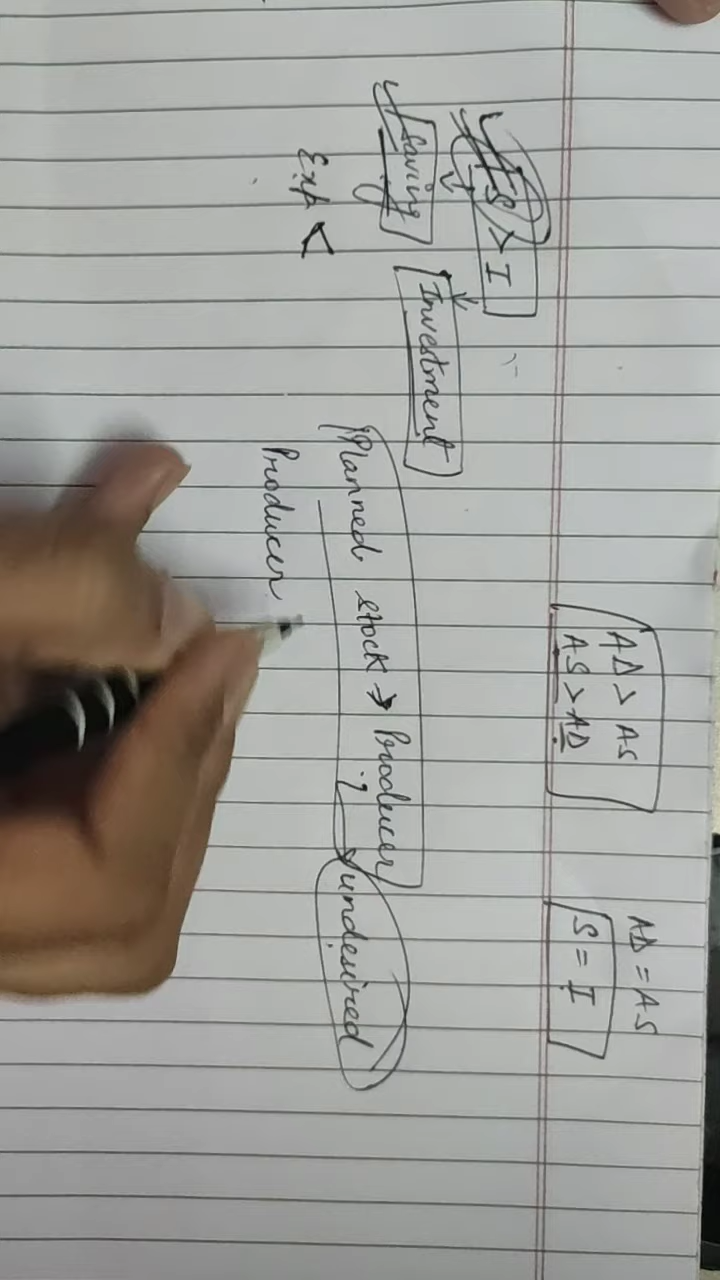 AD > AS
AD = AS
AS > AD
S = I
S > I
Saving
Investment
Planned stock → Producer
Exp <
undesired
Producer